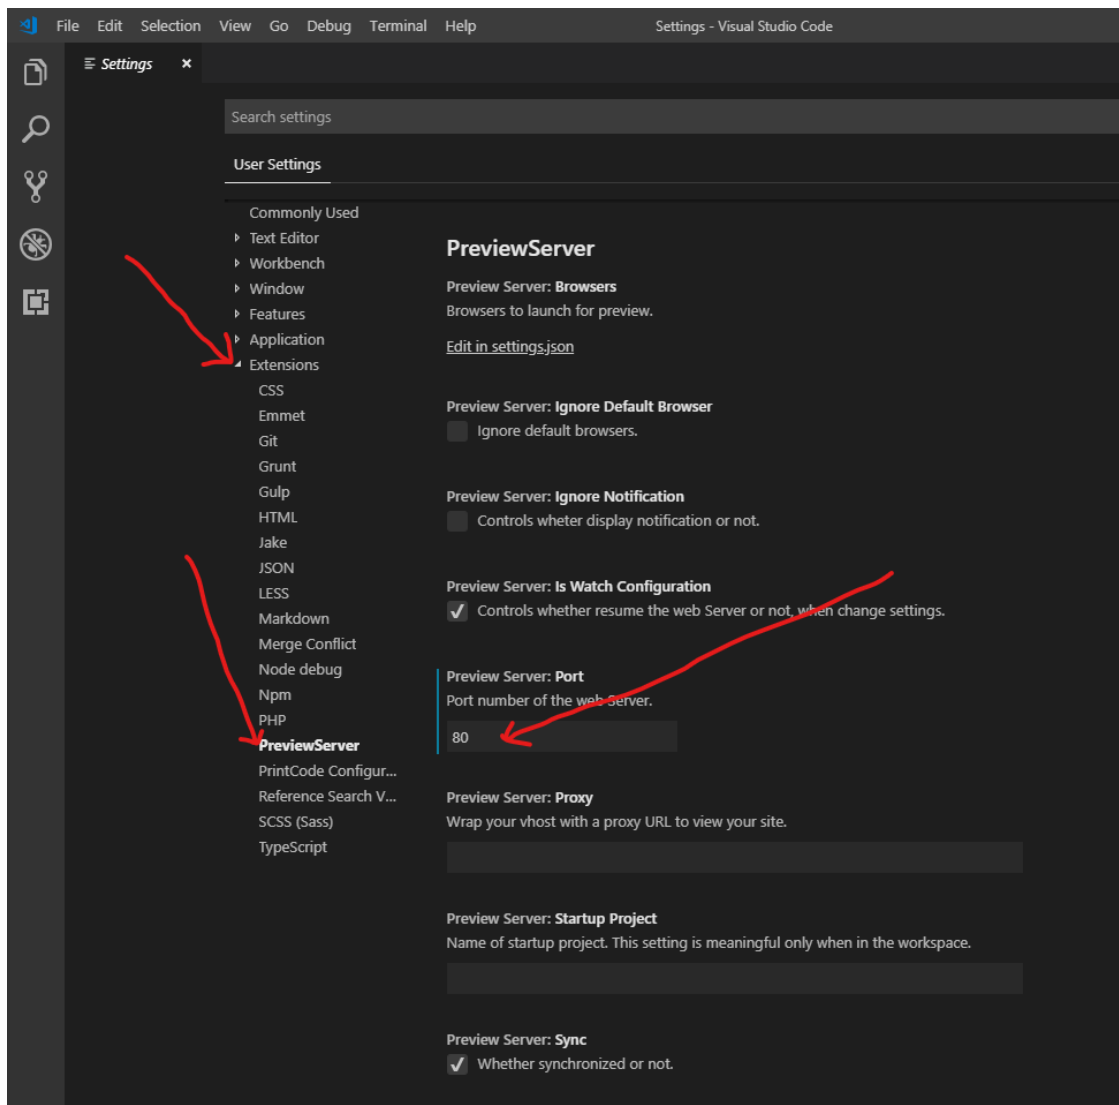 File Edit Selection View Go Debug Terminal Help Settings - Visual Studio Code
Settings ×
Search settings
User Settings
Commonly Used
Text Editor
Workbench
Window
Features
Application
Extensions
CSS
Emmet
Git
Grunt
Gulp
HTML
Jake
JSON
LESS
Markdown
Merge Conflict
Node debug
Npm
PHP
PreviewServer
PrintCode Configur...
Reference Search V...
SCSS (Sass)
TypeScript
PreviewServer
Preview Server: Browsers
Browsers to launch for preview.
Edit in settings.json
Preview Server: Ignore Default Browser
Ignore default browsers.
Preview Server: Ignore Notification
Controls wheter display notification or not.
Preview Server: Is Watch Configuration
Controls whether resume the web Server or not, when change settings.
Preview Server: Port
Port number of the web Server.
80
Preview Server: Proxy
Wrap your vhost with a proxy URL to view your site.
Preview Server: Startup Project
Name of startup project. This setting is meaningful only when in the workspace.
Preview Server: Sync
Whether synchronized or not.